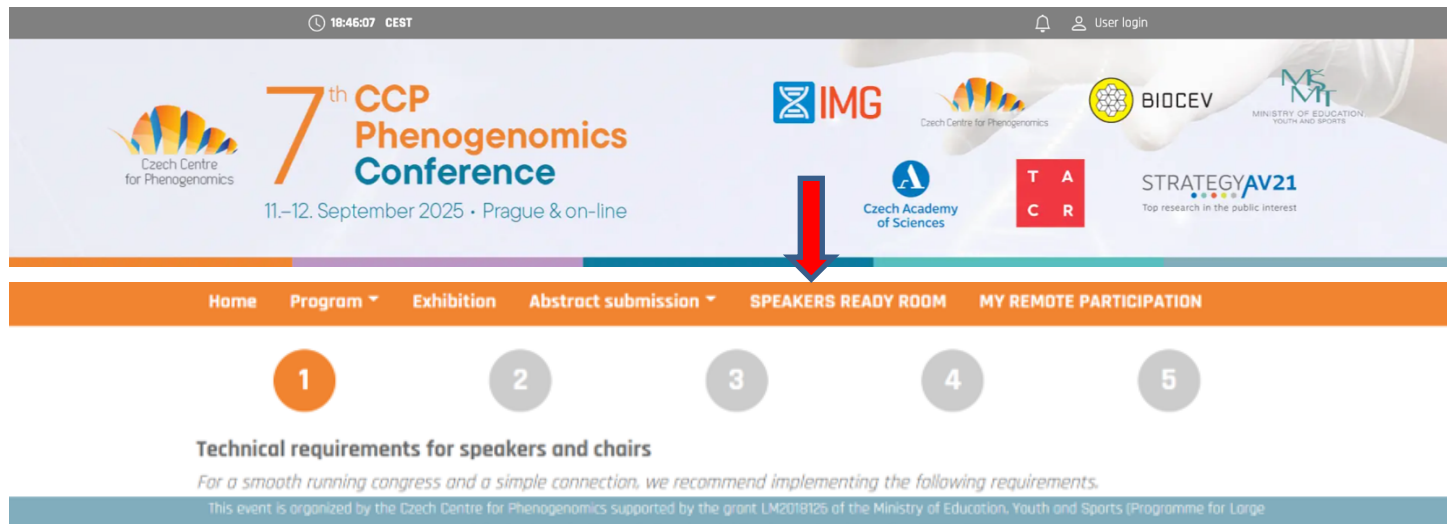 18:46:07 CEST
User login
Czech Centre
for Phenogenomics
7th CCP
Phenogenomics
Conference
11.–12. September 2025 • Prague & on-line
IMG
Czech Centre for Phenogenomics
BIOCEV
MŠMT
MINISTRY OF EDUCATION
YOUTH AND SPORTS
Czech Academy
of Sciences
T A
C R
STRATEGY AV21
Top research in the public interest
Home Program Exhibition Abstract submission SPEAKERS READY ROOM MY REMOTE PARTICIPATION
1 2 3 4 5
Technical requirements for speakers and chairs
For a smooth running congress and a simple connection, we recommend implementing the following requirements.
This event is organized by the Czech Centre for Phenogenomics supported by the grant LM2018126 of the Ministry of Education, Youth and Sports (Programme for Large